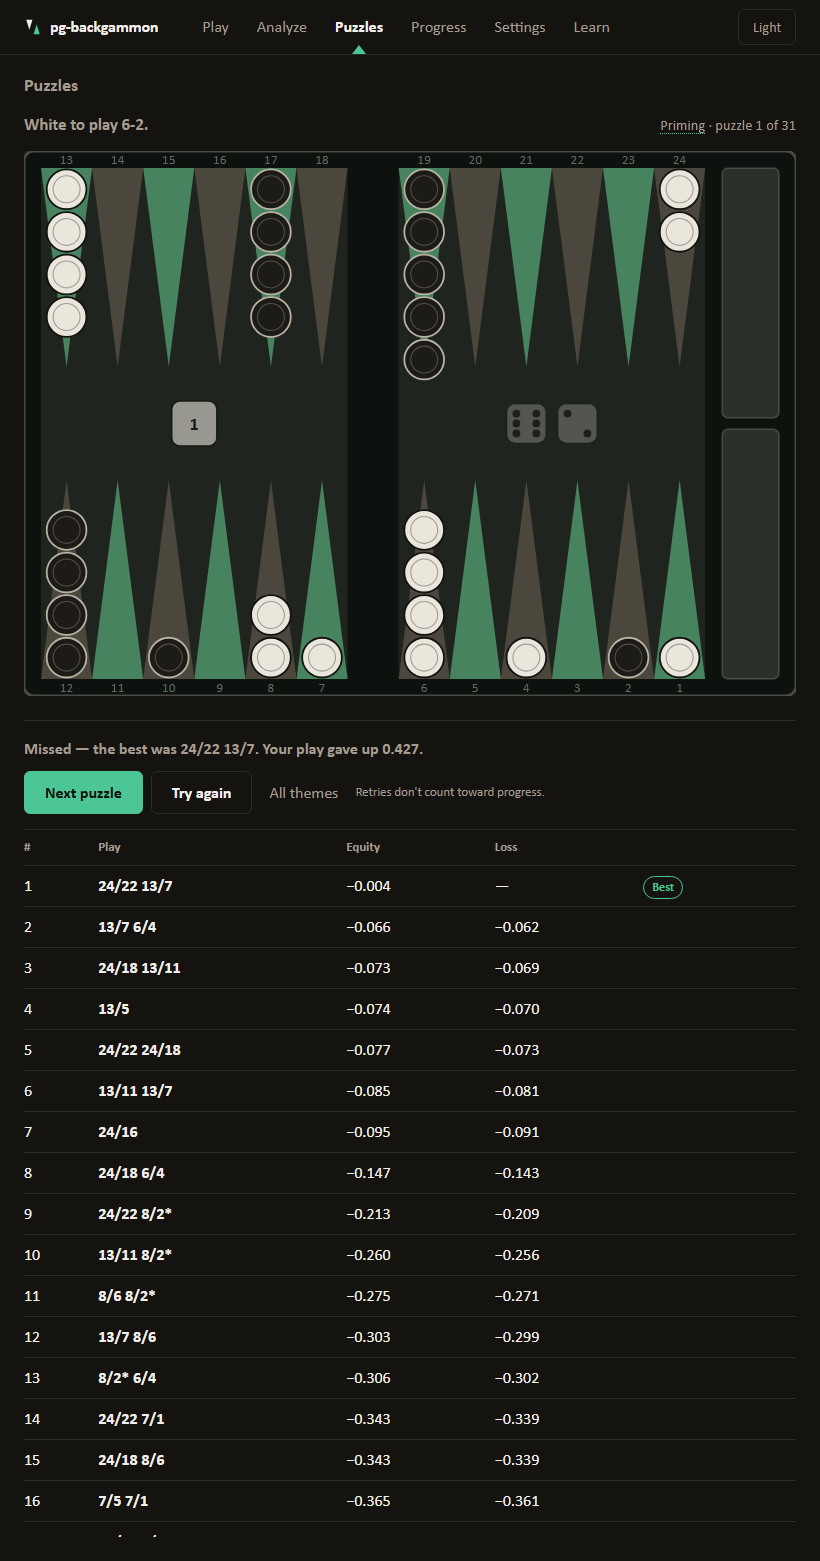 pg-backgammon Play Analyze Puzzles Progress Settings Learn Light
Puzzles
White to play 6-2. Priming · puzzle 1 of 31
13 14 15 16 17 18 19 20 21 22 23 24
1
12 11 10 9 8 7 6 5 4 3 2 1
Missed — the best was 24/22 13/7. Your play gave up 0.427.
Next puzzle Try again All themes Retries don't count toward progress.
# Play Equity Loss
1 24/22 13/7 −0.004 — Best
2 13/7 6/4 −0.066 −0.062
3 24/18 13/11 −0.073 −0.069
4 13/5 −0.074 −0.070
5 24/22 24/18 −0.077 −0.073
6 13/11 13/7 −0.085 −0.081
7 24/16 −0.095 −0.091
8 24/18 6/4 −0.147 −0.143
9 24/22 8/2* −0.213 −0.209
10 13/11 8/2* −0.260 −0.256
11 8/6 8/2* −0.275 −0.271
12 13/7 8/6 −0.303 −0.299
13 8/2* 6/4 −0.306 −0.302
14 24/22 7/1 −0.343 −0.339
15 24/18 8/6 −0.343 −0.339
16 7/5 7/1 −0.365 −0.361